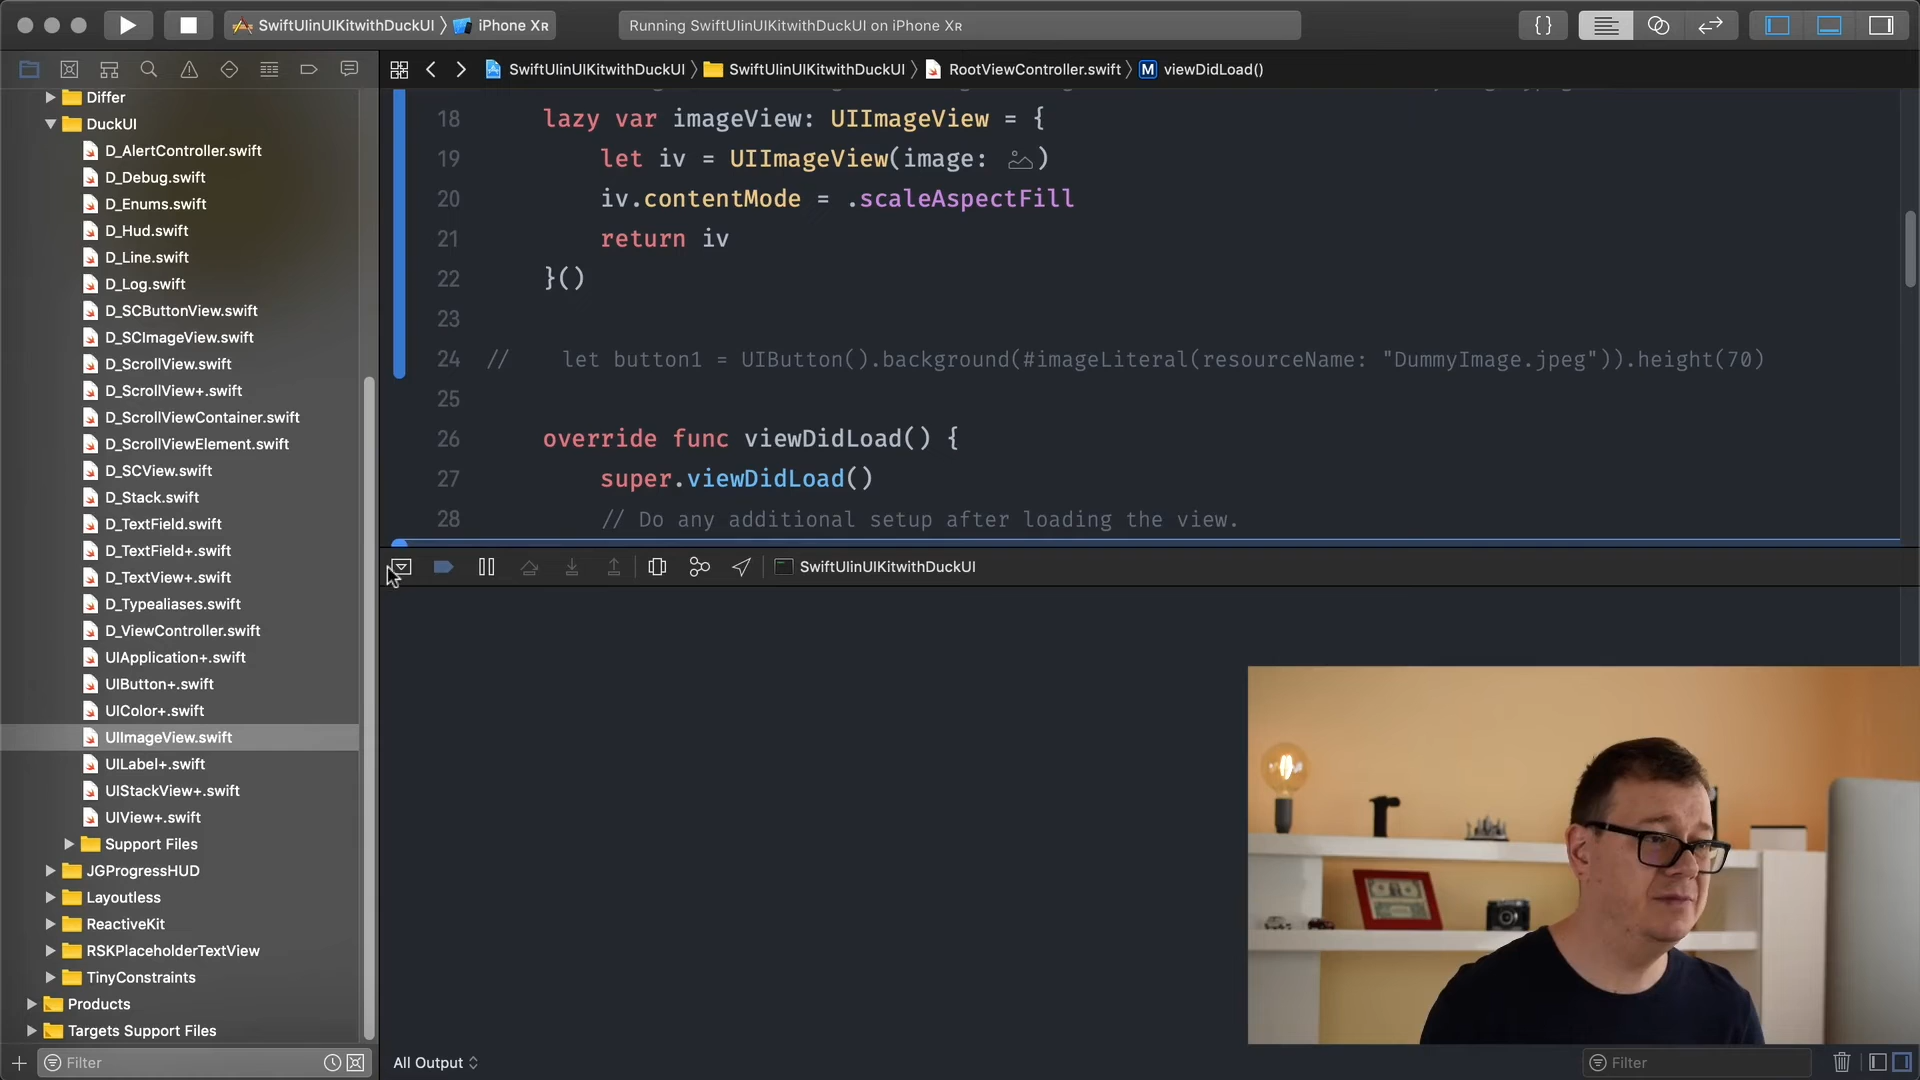 SwiftUIinUIKitwithDuckUI
iPhone XR
Running SwiftUIinUIKitwithDuckUI on iPhone XR
{ }
SwiftUIinUIKitwithDuckUI
SwiftUIinUIKitwithDuckUI
RootViewController.swift
M
viewDidLoad()
Differ
DuckUI
D_AlertController.swift
D_Debug.swift
D_Enums.swift
D_Hud.swift
D_Line.swift
D_Log.swift
D_SCButtonView.swift
D_SCImageView.swift
D_ScrollView.swift
D_ScrollView+.swift
D_ScrollViewContainer.swift
D_ScrollViewElement.swift
D_SCView.swift
D_Stack.swift
D_TextField.swift
D_TextField+.swift
D_TextView+.swift
D_Typealiases.swift
D_ViewController.swift
UIApplication+.swift
UIButton+.swift
UIColor+.swift
UIImageView.swift
UILabel+.swift
UIStackView+.swift
UIView+.swift
Support Files
JGProgressHUD
Layoutless
ReactiveKit
RSKPlaceholderTextView
TinyConstraints
Products
Targets Support Files
Filter
18 lazy var imageView: UIImageView = {
19 let iv = UIImageView(image: )
20 iv.contentMode = .scaleAspectFill
21 return iv
22 }()
23
24 // let button1 = UIButton().background(#imageLiteral(resourceName: "DummyImage.jpeg")).height(70)
25
26 override func viewDidLoad() {
27 super.viewDidLoad()
28 // Do any additional setup after loading the view.
SwiftUIinUIKitwithDuckUI
All Output
Filter